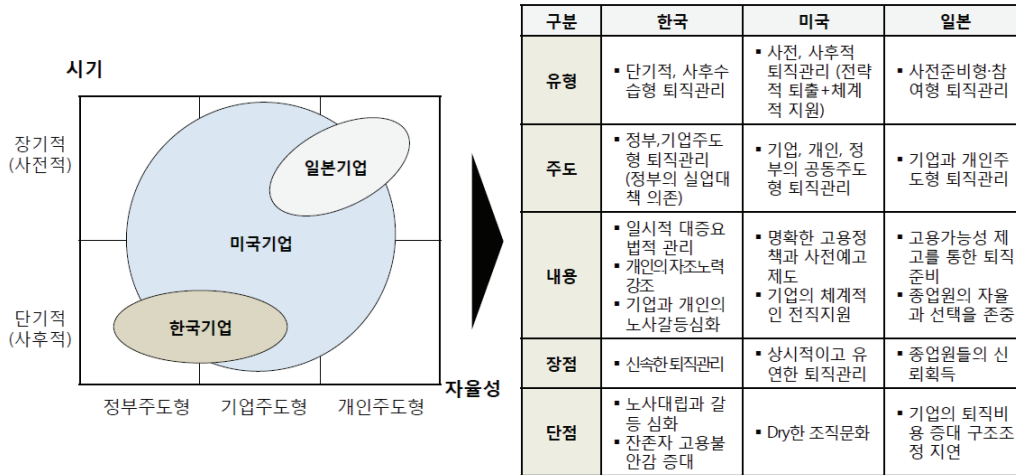 시기
장기적
(사전적)
단기적
(사후적)
일본기업
미국기업
한국기업
자율성
정부주도형
기업주도형
개인주도형
구분
한국
미국
일본
유형
▪ 단기적, 사후수
습형 퇴직관리
▪ 사전, 사후적
퇴직관리 (전략
적 퇴출+체계
적 지원)
▪ 사전준비형·참
여형 퇴직관리
주도
▪ 정부,기업주도
형 퇴직관리
(정부의 실업대
책 의존)
▪ 기업, 개인, 정
부의 공동주도
형 퇴직관리
▪ 기업과 개인주
도형 퇴직관리
내용
▪ 일시적 대증요
법적 관리
▪ 개인의 자조노력
강조
▪ 기업과 개인의
노사갈등심화
▪ 명확한 고용정
책과 사전예고
제도
▪ 기업의 체계적
인 전직지원
▪ 고용가능성 제
고를 통한 퇴직
준비
▪ 종업원의 자율
과 선택을 존중
장점
▪ 신속한 퇴직관리
▪ 상시적이고 유
연한 퇴직관리
▪ 종업원들의 신
뢰획득
단점
▪ 노사대립과 갈
등 심화
▪ 잔존자 고용불
안감 증대
▪ Dry한 조직문화
▪ 기업의 퇴직비
용 증대 구조조
정 지연